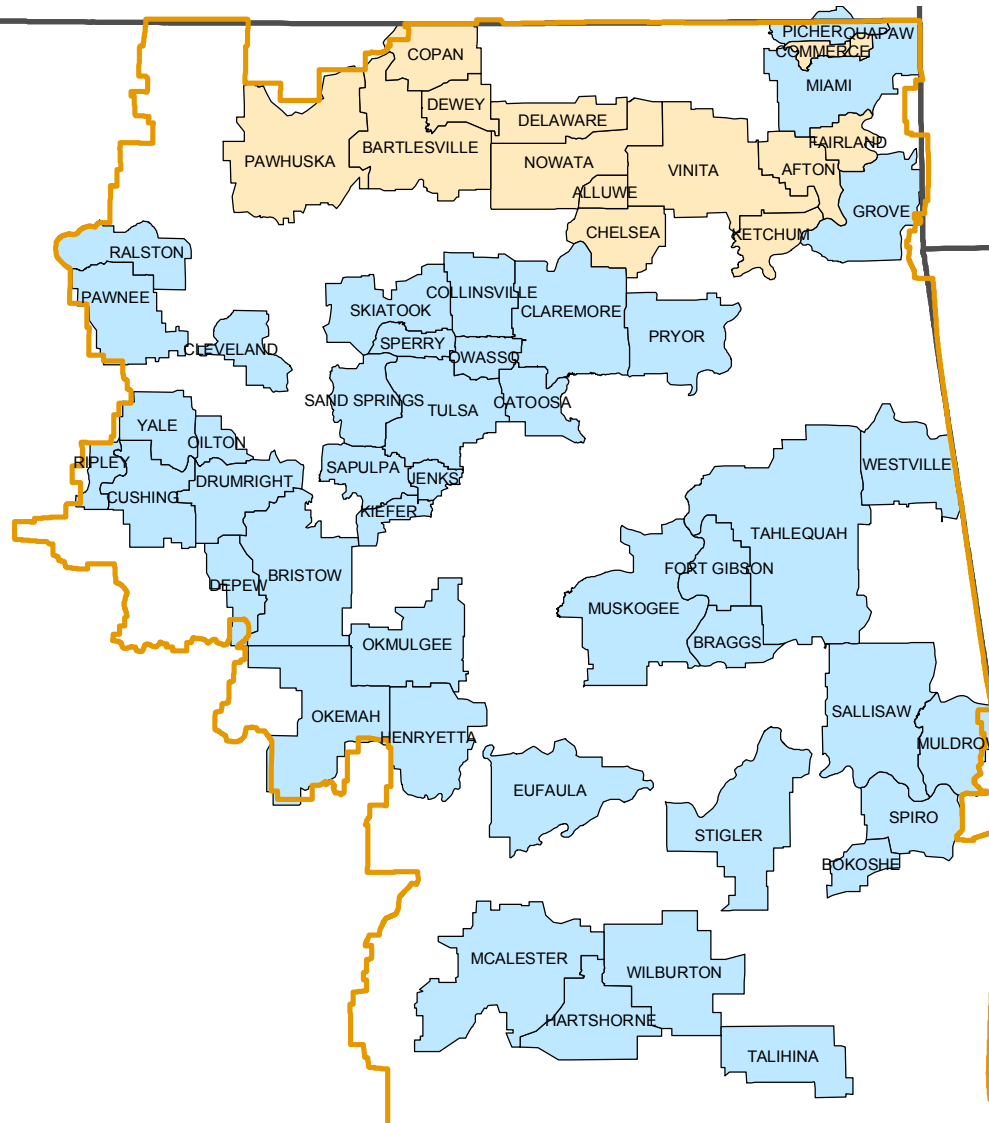 PICHER
QUAPAW
COMMERCE
COPAN
MIAMI
DEWEY
DELAWARE
FAIRLAND
BARTLESVILLE
PAWHUSKA
NOWATA
VINITA
AFTON
ALLUWE
GROVE
CHELSEA
KETCHUM
RALSTON
COLLINSVILLE
PAWNEE
SKIATOOK
CLAREMORE
PRYOR
SPERRY
CLEVELAND
OWASSO
SAND SPRINGS
TULSA
CATOOSA
YALE
OILTON
RIPLEY
SAPULPA
WESTVILLE
DRUMRIGHT
JENKS
CUSHING
KIEFER
TAHLEQUAH
FORT GIBSON
BRISTOW
DEPEW
MUSKOGEE
OKMULGEE
BRAGGS
SALLISAW
OKEMAH
HENRYETTA
MULDROW
EUFAULA
SPIRO
STIGLER
BOKOSHE
MCALESTER
WILBURTON
HARTSHORNE
TALIHINA